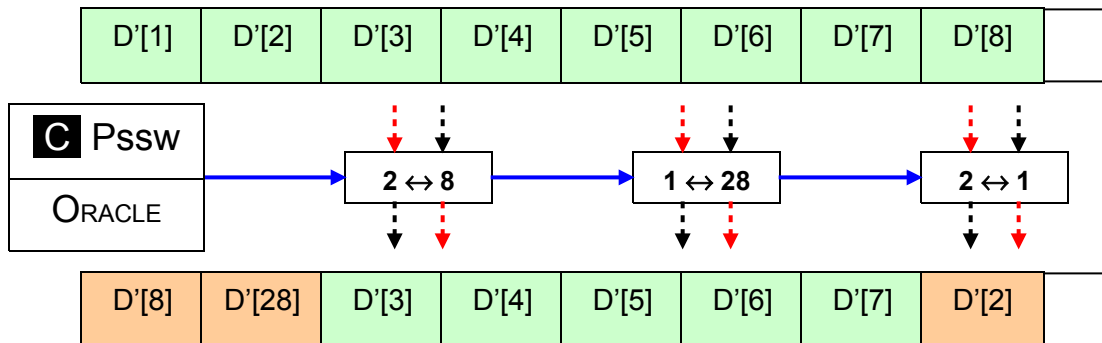 D’[1] D’[2] D’[3] D’[4] D’[5] D’[6] D’[7] D’[8]
C Pssw
ORACLE
2 ↔ 8 1 ↔ 28 2 ↔ 1
D’[8] D’[28] D’[3] D’[4] D’[5] D’[6] D’[7] D’[2]